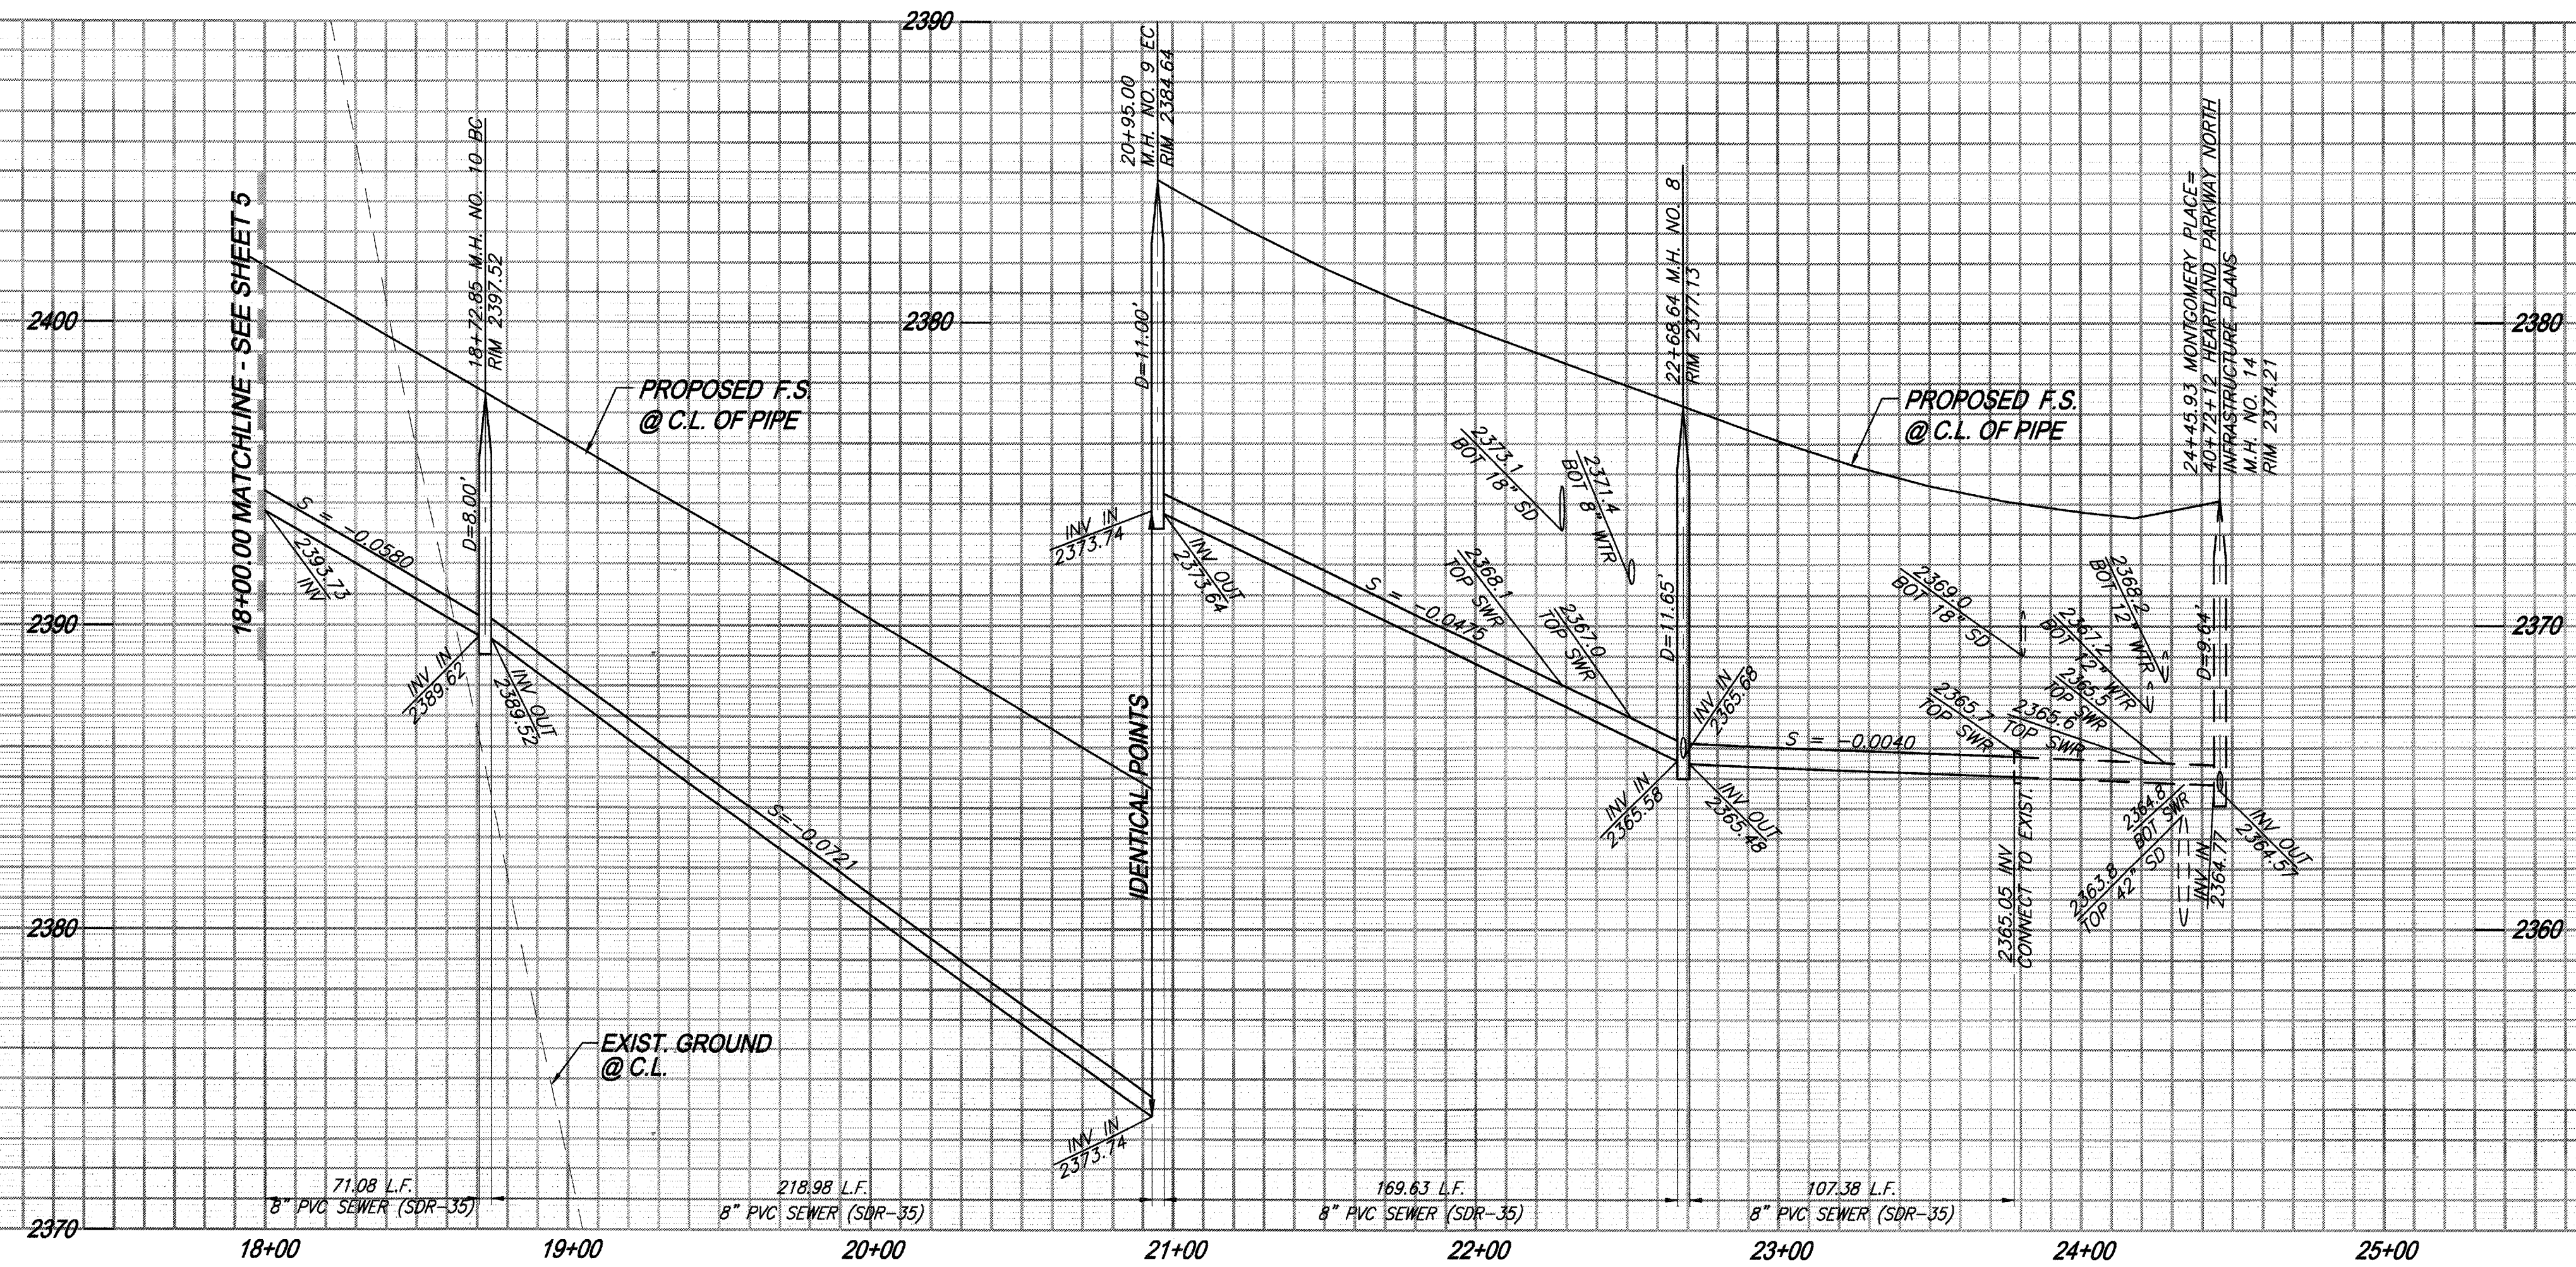 2390
20+95.00
M.H. NO. 9 EC
RIM 2384.64
18+72.85 M.H. NO. 10 BC
RIM 2397.52
18+00.00 MATCHLINE - SEE SHEET 5
22+68.64 M.H. NO. 8
RIM 2377.13
24+45.93 MONTGOMERY PLACE=
40+72+12 HEARTLAND PARKWAY NORTH
INFRASTRUCTURE PLANS
M.H. NO. 14
RIM 2374.21
2400
2380
2380
D=11.00'
PROPOSED F.S.
@ C.L. OF PIPE
PROPOSED F.S.
@ C.L. OF PIPE
D=8.00'
S = -0.0580
2393.73
INV
INV IN
2373.74
INV OUT
2373.64
2373.1
BOT 18" SD
2371.4
BOT 8" WTR
2368.1
TOP SWR
2367.0
TOP SWR
S = -0.0475
D=11.65'
2369.0
BOT 18" SD
2368.2
BOT 12" WTR
2367.2
BOT 12" WTR
D=9.64'
2390
2370
INV IN
2389.62
INV OUT
2389.52
IDENTICAL POINTS
INV IN
2365.68
2365.7
TOP SWR
2365.6
TOP SWR
2365.5
TOP SWR
S = -0.0040
S=-0.0721
INV IN
2365.58
INV OUT
2365.48
2365.05 INV
CONNECT TO EXIST.
2364.8
BOT SWR
2363.8
TOP 42" SD
INV IN
2364.77
INV OUT
2364.57
2380
2360
EXIST. GROUND
@ C.L.
INV IN
2373.74
71.08 L.F.
8" PVC SEWER (SDR-35)
218.98 L.F.
8" PVC SEWER (SDR-35)
169.63 L.F.
8" PVC SEWER (SDR-35)
107.38 L.F.
8" PVC SEWER (SDR-35)
2370
18+00
19+00
20+00
21+00
22+00
23+00
24+00
25+00